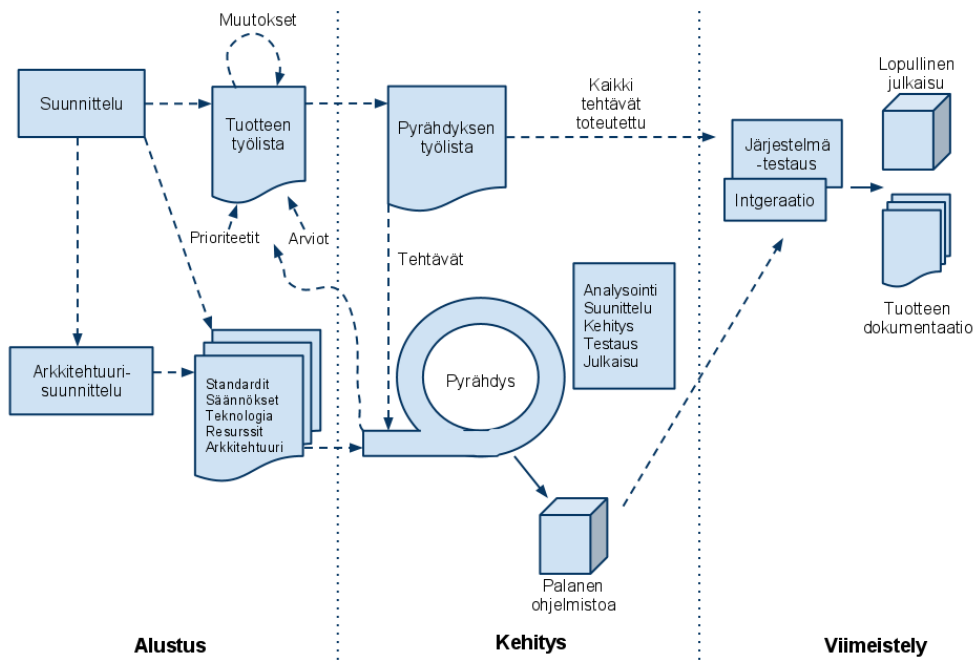 Muutokset
Suunnittelu
Tuotteen
työlista
Prioriteetit
Arviot
Arkkitehtuuri-
suunnittelu
Standardit
Säännökset
Teknologia
Resurssit
Arkkitehtuuri
Alustus
Pyrähdyksen
työlista
Kaikki
tehtävät
toteutettu
Tehtävät
Pyrähdys
Analysointi
Suunittelu
Kehitys
Testaus
Julkaisu
Palanen
ohjelmistoa
Kehitys
Lopullinen
julkaisu
Järjestelmä
-testaus
Intgeraatio
Tuotteen
dokumentaatio
Viimeistely